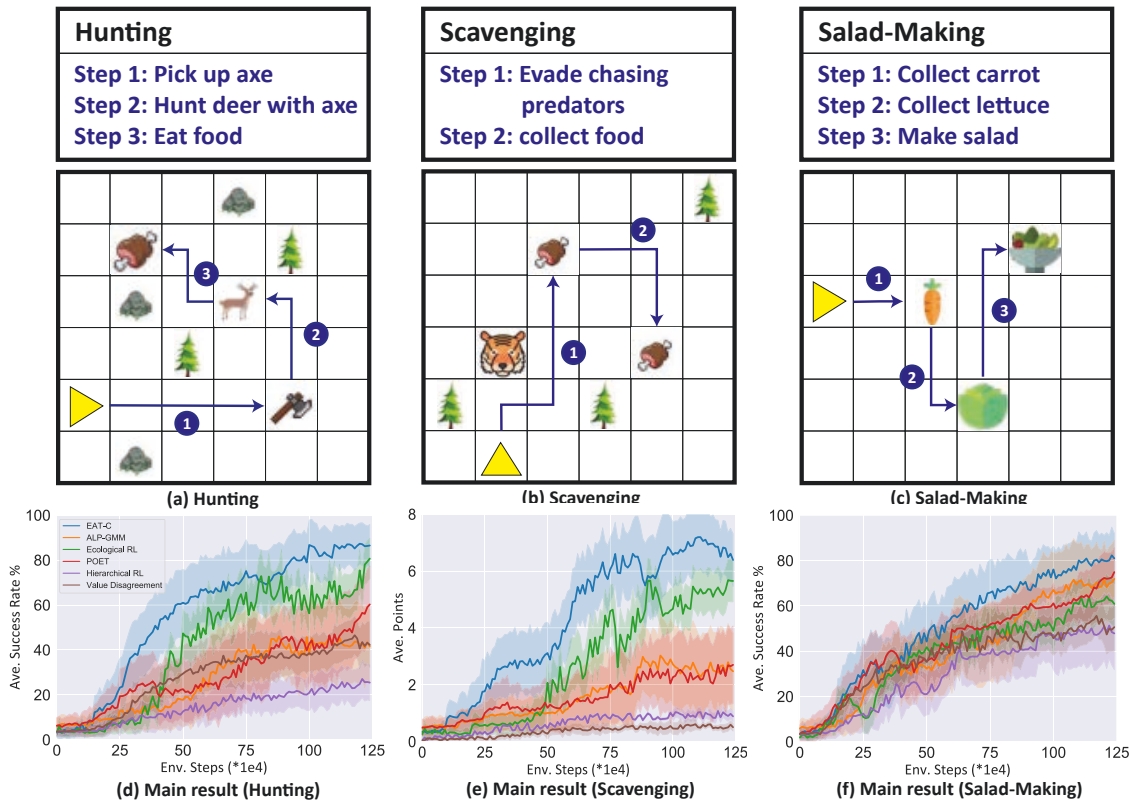 Hunting
Step 1: Pick up axe
Step 2: Hunt deer with axe
Step 3: Eat food
Scavenging
Step 1: Evade chasing
predators
Step 2: collect food
Salad-Making
Step 1: Collect carrot
Step 2: Collect lettuce
Step 3: Make salad
1
2
3
(a) Hunting
1
2
(b) Scavenging
1
2
3
(c) Salad-Making
Ave. Success Rate %
100
80
60
40
20
0
EAT-C
ALP-GMM
Ecological RL
POET
Hierarchical RL
Value Disagreement
0 25 50 75 100 125
Env. Steps (*1e4)
(d) Main result (Hunting)
Ave. Points
8
6
4
2
0
0 25 50 75 100 125
Env. Steps (*1e4)
(e) Main result (Scavenging)
Ave. Success Rate %
100
80
60
40
20
0
0 25 50 75 100 125
Env. Steps (*1e4)
(f) Main result (Salad-Making)